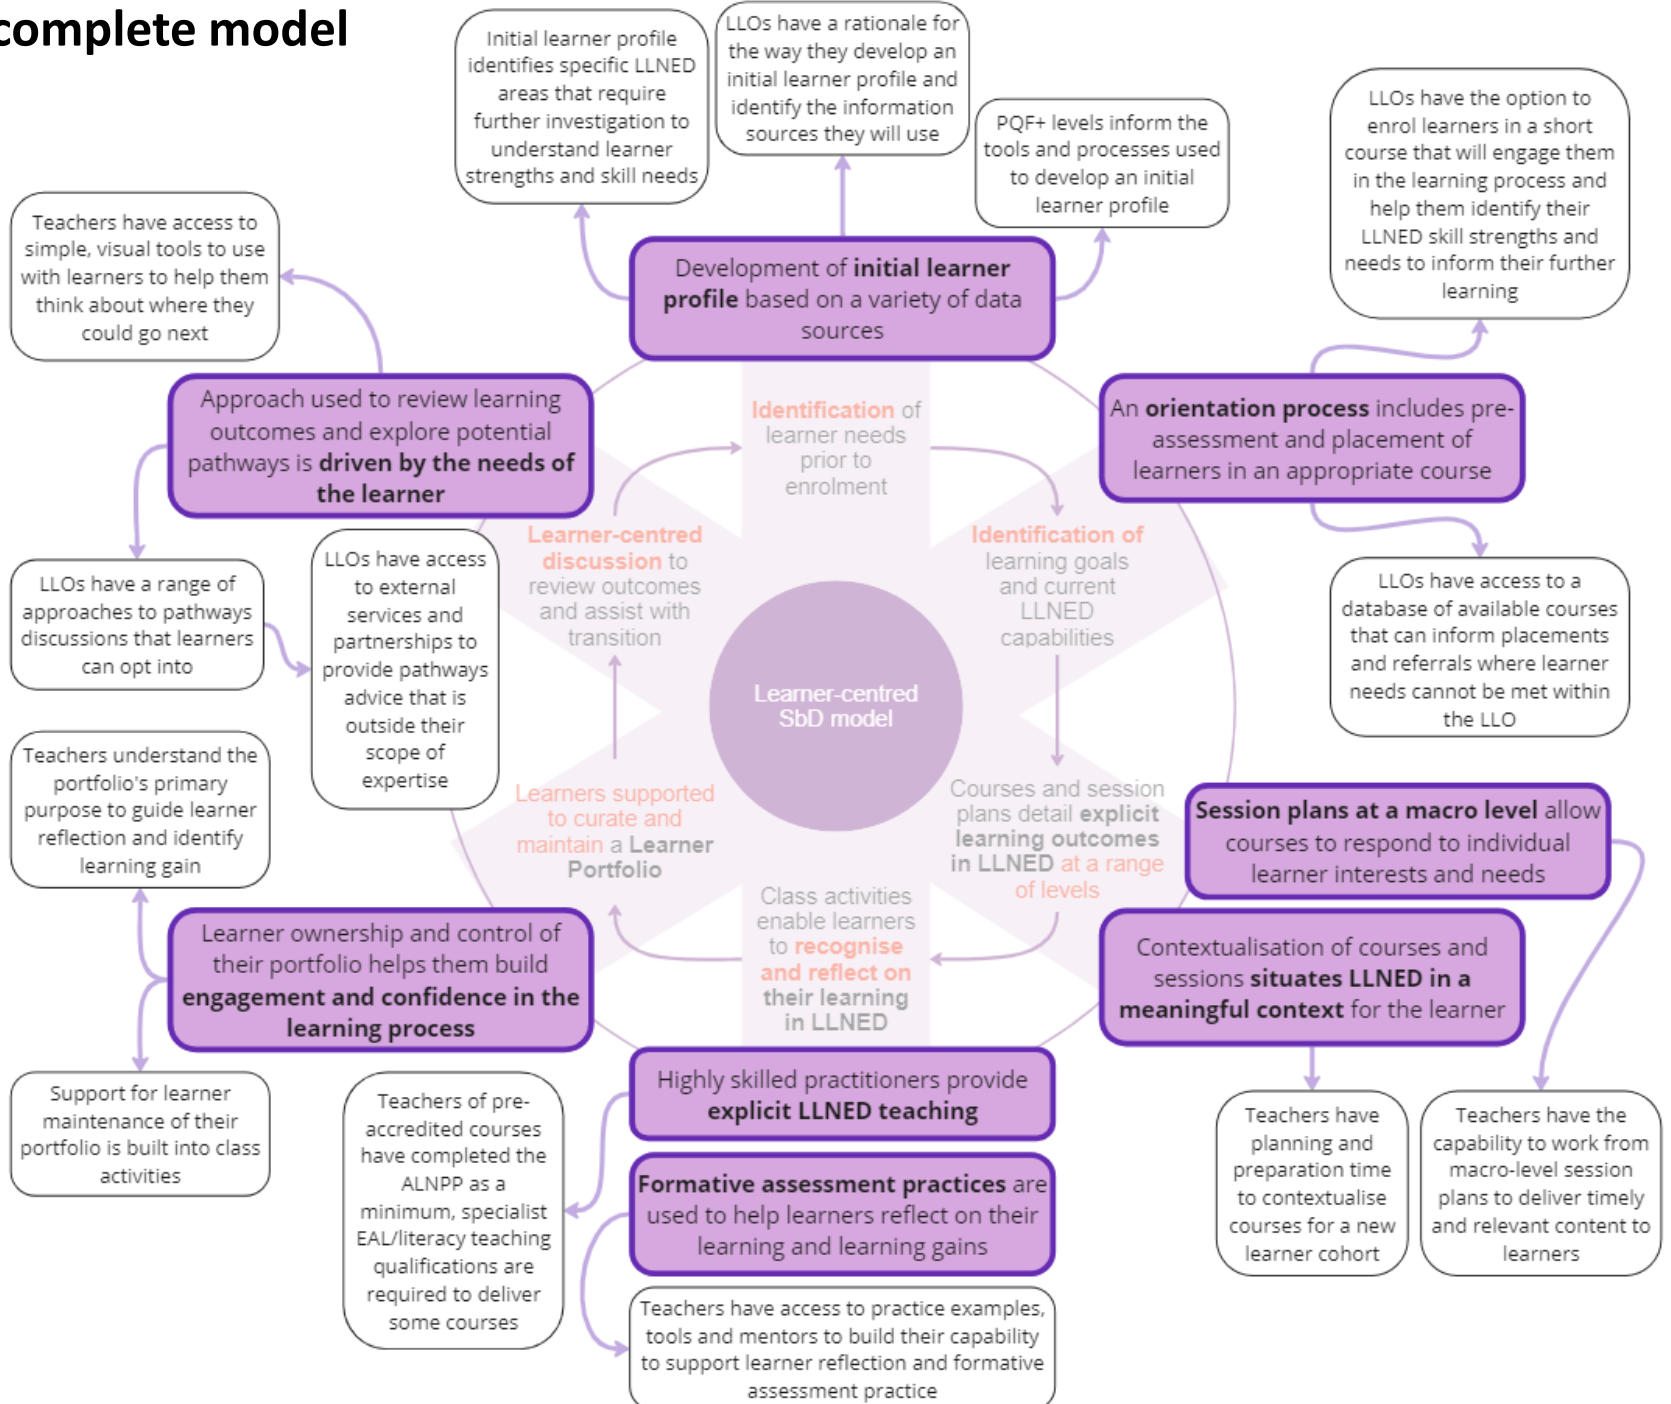 complete model
Initial learner profile
identifies specific LLNED
areas that require
further investigation to
understand learner
strengths and skill needs
LLOs have a rationale for
the way they develop an
initial learner profile and
identify the information
sources they will use
PQF+ levels inform the
tools and processes used
to develop an initial
learner profile
LLOs have the option to
enrol learners in a short
course that will engage them
in the learning process and
help them identify their
LLNED skill strengths and
needs to inform their further
learning
Teachers have access to
simple, visual tools to use
with learners to help them
think about where they
could go next
Development of initial learner
profile based on a variety of data
sources
Approach used to review learning
outcomes and explore potential
pathways is driven by the needs of
the learner
An orientation process includes pre-
assessment and placement of
learners in an appropriate course
Identification of
learner needs
prior to
enrolment
Learner-centred
discussion to
review outcomes
and assist with
transition
Identification of
learning goals
and current
LLNED
capabilities
LLOs have a range of
approaches to pathways
discussions that learners
can opt into
LLOs have access
to external
services and
partnerships to
provide pathways
advice that is
outside their
scope of
expertise
LLOs have access to a
database of available courses
that can inform placements
and referrals where learner
needs cannot be met within
the LLO
Learner-centred
SbD model
Teachers understand the
portfolio's primary
purpose to guide learner
reflection and identify
learning gain
Learners supported
to curate and
maintain a Learner
Portfolio
Courses and session
plans detail explicit
learning outcomes
in LLNED at a range
of levels
Session plans at a macro level allow
courses to respond to individual
learner interests and needs
Class activities
enable learners
to recognise
and reflect on
their learning
in LLNED
Learner ownership and control of
their portfolio helps them build
engagement and confidence in the
learning process
Contextualisation of courses and
sessions situates LLNED in a
meaningful context for the learner
Highly skilled practitioners provide
explicit LLNED teaching
Support for learner
maintenance of their
portfolio is built into class
activities
Teachers of pre-
accredited courses
have completed the
ALNPP as a
minimum, specialist
EAL/literacy teaching
qualifications are
required to deliver
some courses
Formative assessment practices are
used to help learners reflect on their
learning and learning gains
Teachers have
planning and
preparation time
to contextualise
courses for a new
learner cohort
Teachers have the
capability to work from
macro-level session
plans to deliver timely
and relevant content to
learners
Teachers have access to practice examples,
tools and mentors to build their capability
to support learner reflection and formative
assessment practice